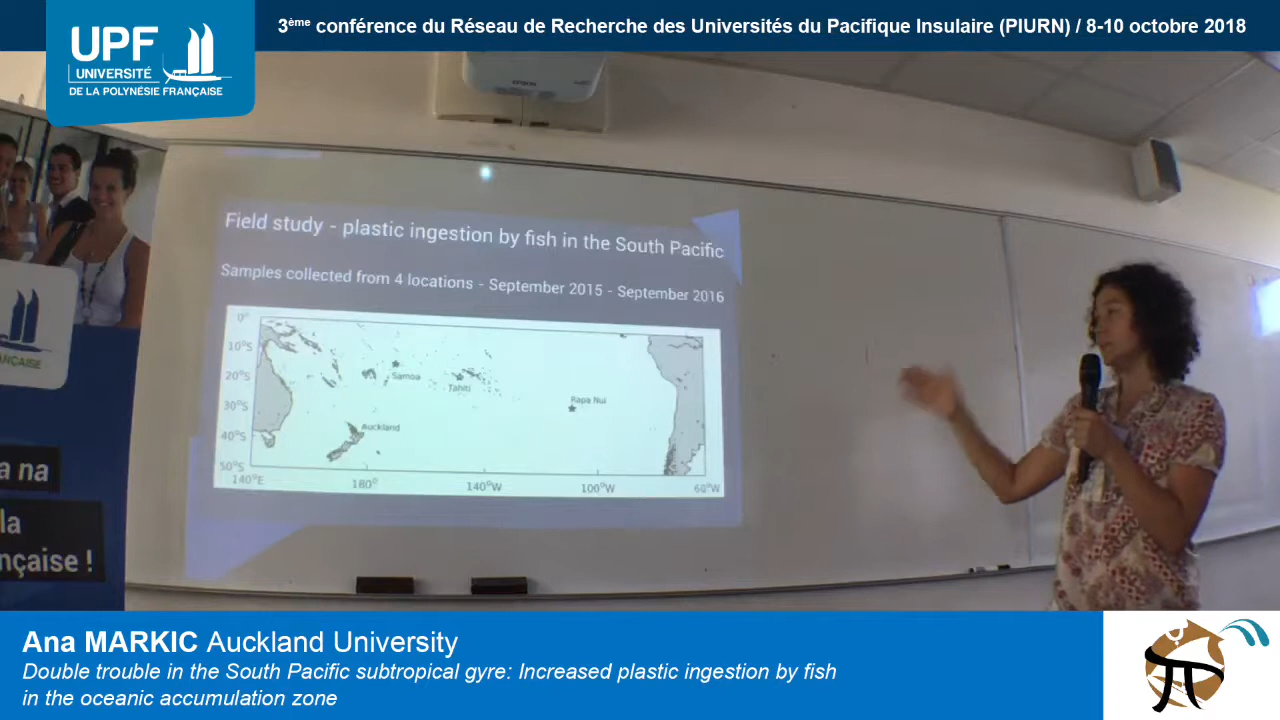 3ème conférence du Réseau de Recherche des Universités du Pacifique Insulaire (PIURN) / 8-10 octobre 2018
UPF
UNIVERSITÉ
DE LA POLYNÉSIE FRANÇAISE
EPSON
Field study - plastic ingestion by fish in the South Pacific
Samples collected from 4 locations - September 2015 - September 2016
0°
10°S
20°S
30°S
40°S
50°S
Samoa
Tahiti
Rapa Nui
Auckland
140°E
180°
140°W
100°W
60°W
ANÇAISE
a na
la
nçaise !
Ana MARKIC Auckland University
Double trouble in the South Pacific subtropical gyre: Increased plastic ingestion by fish
in the oceanic accumulation zone